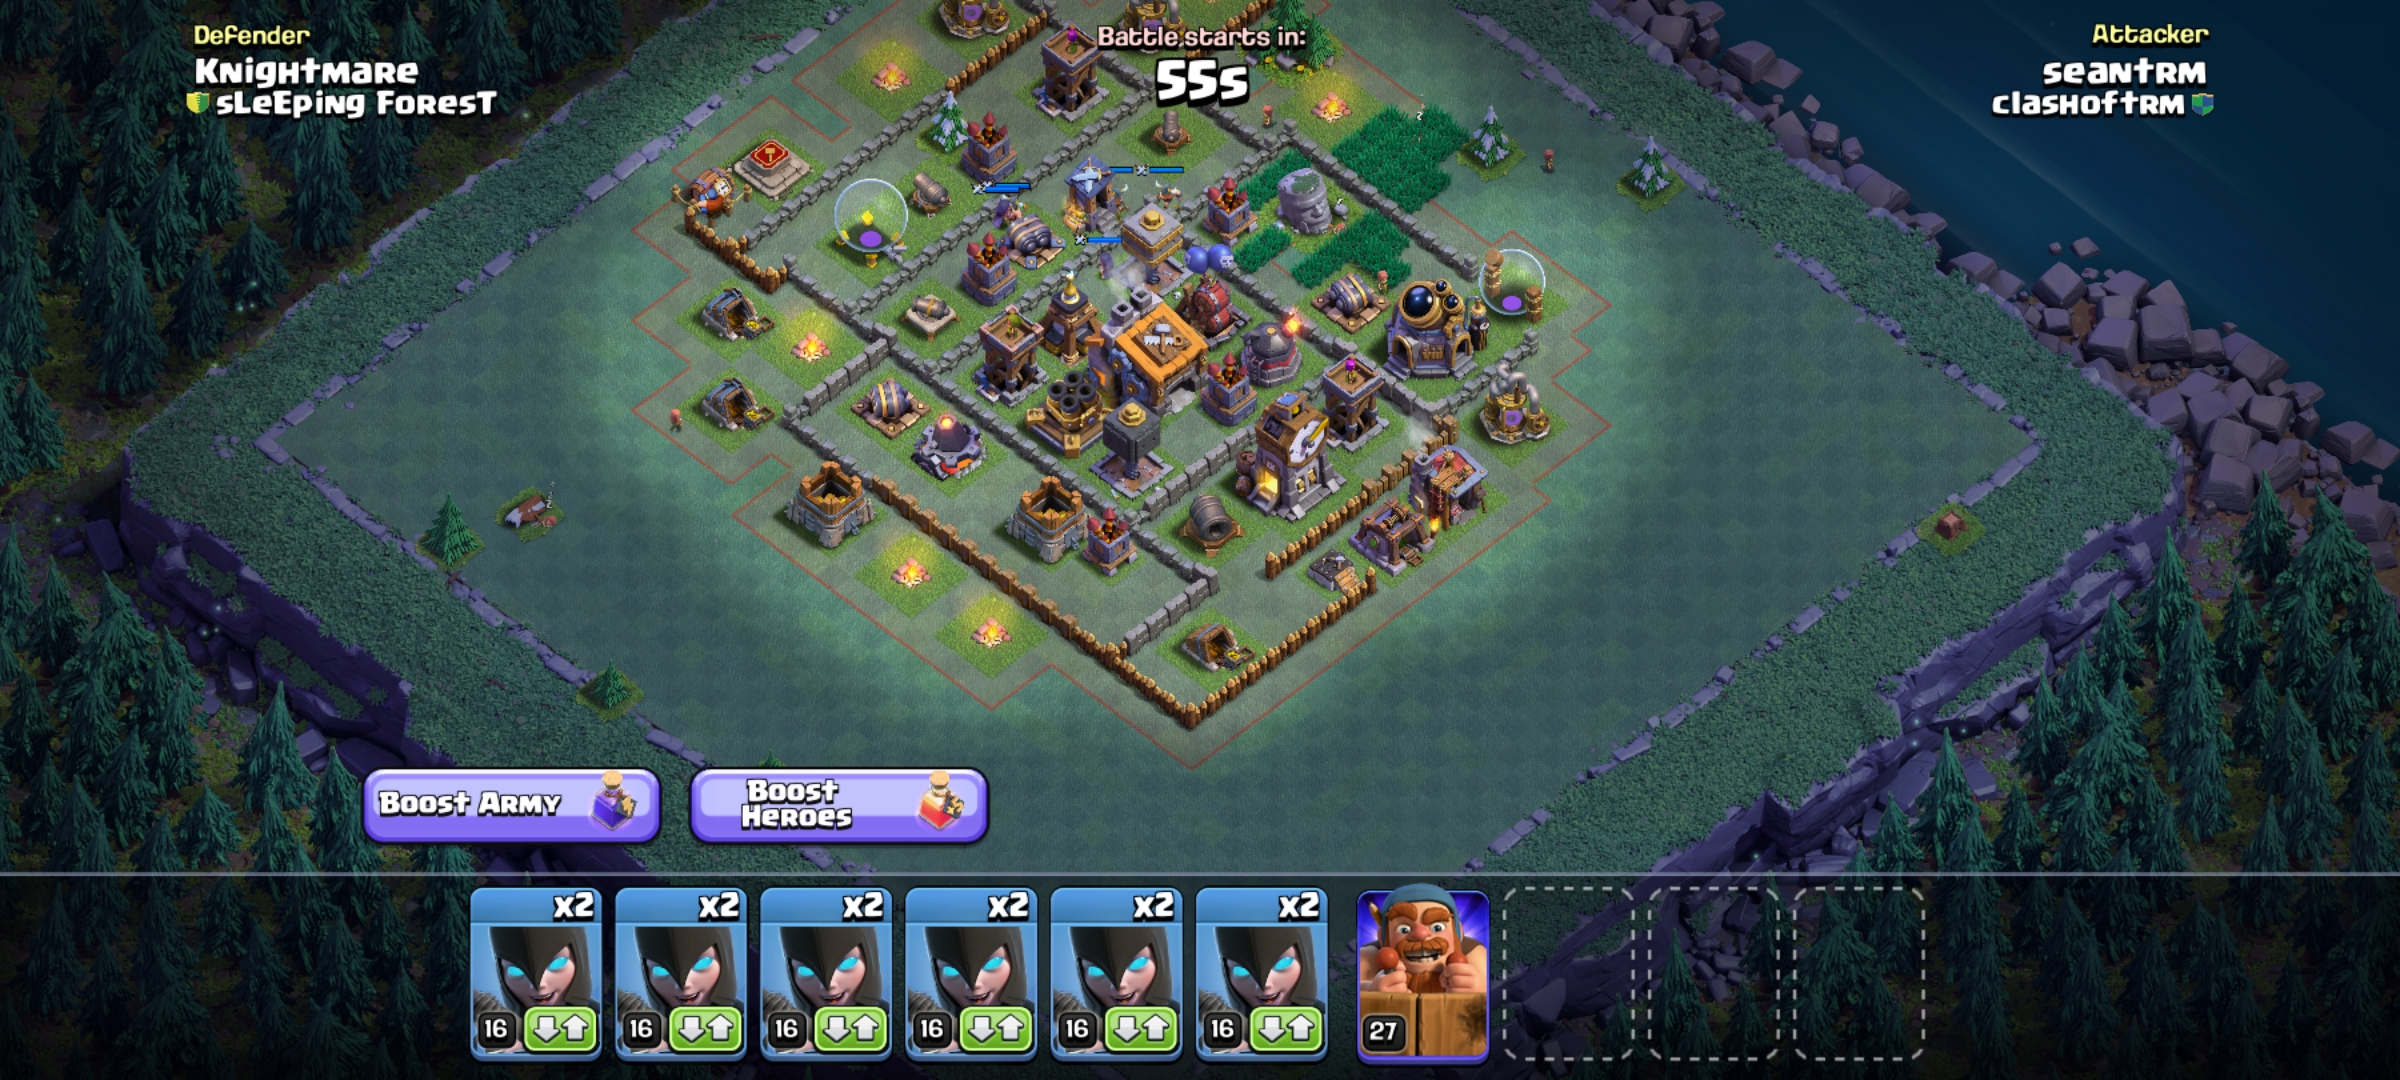 Defender
Knightmare
sLeEping ForesT
Battle starts in:
55s
Attacker
seantRM
clashoftRM
Boost Army
Boost
Heroes
x2
x2
x2
x2
x2
x2
16
16
16
16
16
16
27